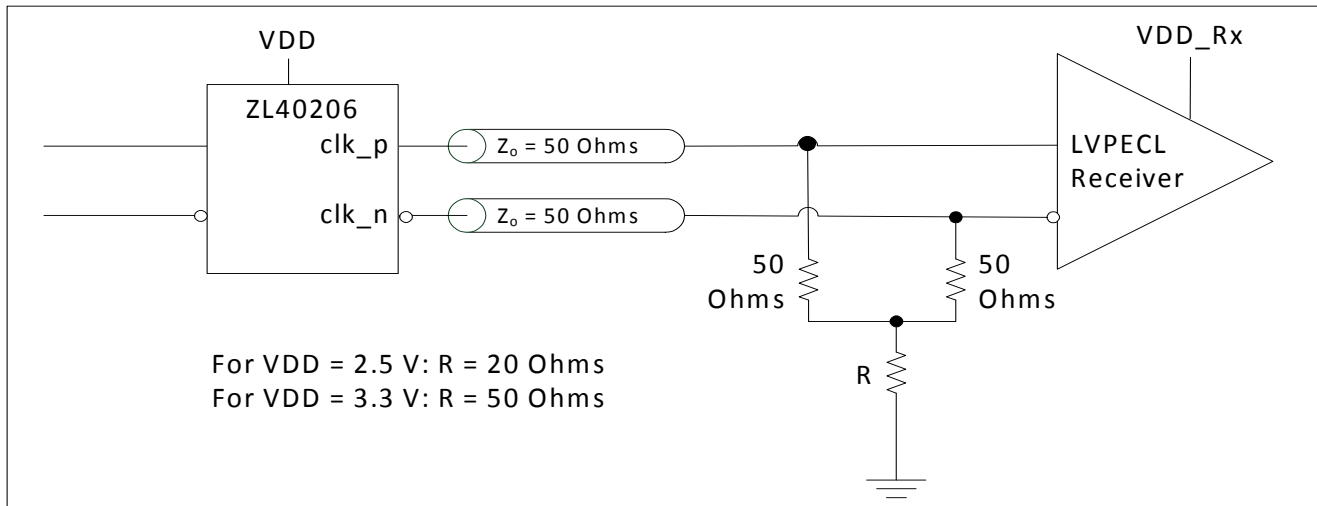 VDD
VDD_Rx
ZL40206
clk_p
Zo = 50 Ohms
LVPECL
Receiver
clk_n
Zo = 50 Ohms
50
Ohms
50
Ohms
For VDD = 2.5 V: R = 20 Ohms
For VDD = 3.3 V: R = 50 Ohms
R